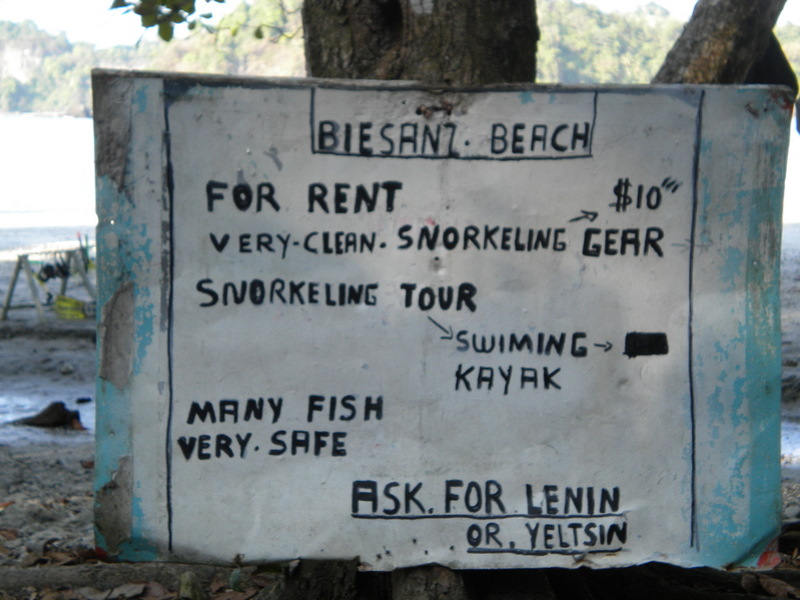 BIESANZ. BEACH
FOR RENT $10
VERY-CLEAN. SNORKELING GEAR
SNORKELING TOUR
SWIMING
KAYAK
MANY FISH
VERY. SAFE
ASK. FOR LENIN
OR. YELTSIN